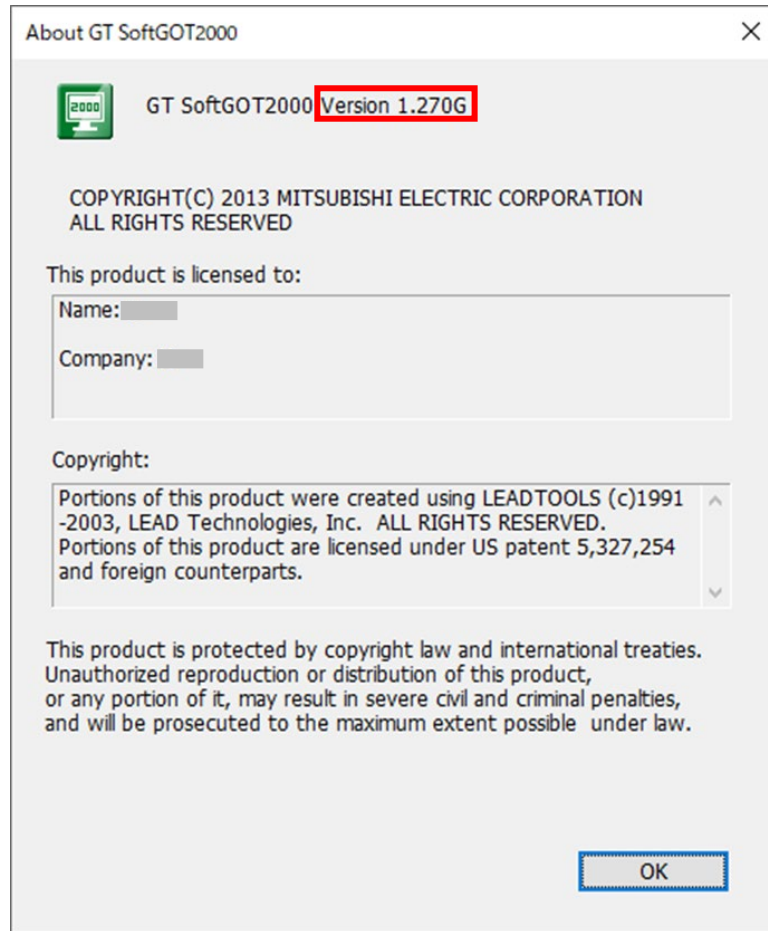 About GT SoftGOT2000
2000
GT SoftGOT2000 Version 1.270G
COPYRIGHT(C) 2013 MITSUBISHI ELECTRIC CORPORATION
ALL RIGHTS RESERVED
This product is licensed to:
Name:
Company:
Copyright:
Portions of this product were created using LEADTOOLS (c)1991
-2003, LEAD Technologies, Inc.  ALL RIGHTS RESERVED.
Portions of this product are licensed under US patent 5,327,254
and foreign counterparts.
This product is protected by copyright law and international treaties.
Unauthorized reproduction or distribution of this product,
or any portion of it, may result in severe civil and criminal penalties,
and will be prosecuted to the maximum extent possible  under law.
OK